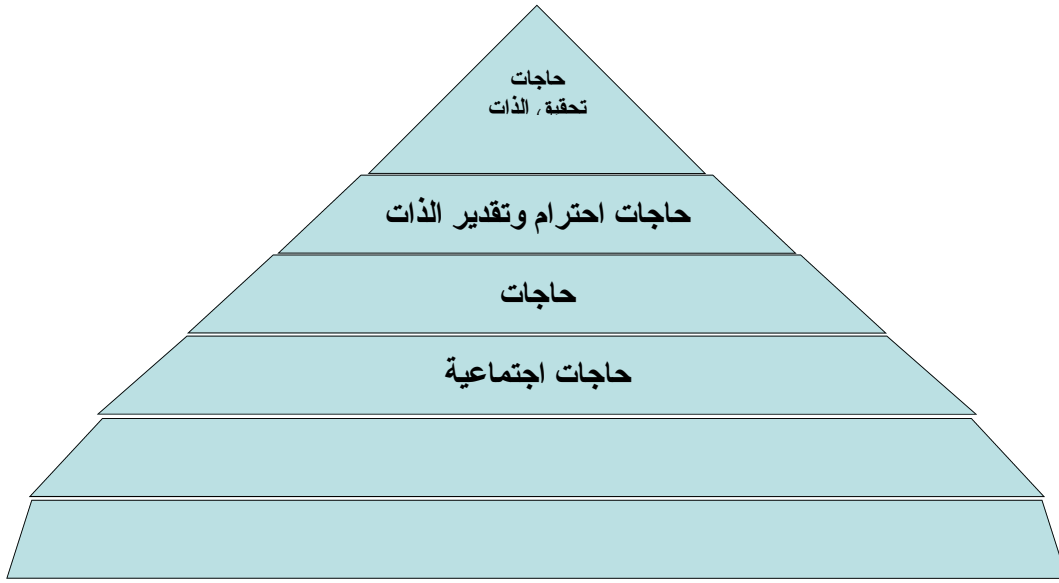 حاجات
تحقيق الذات
حاجات احترام وتقدير الذات
حاجات
حاجات اجتماعية